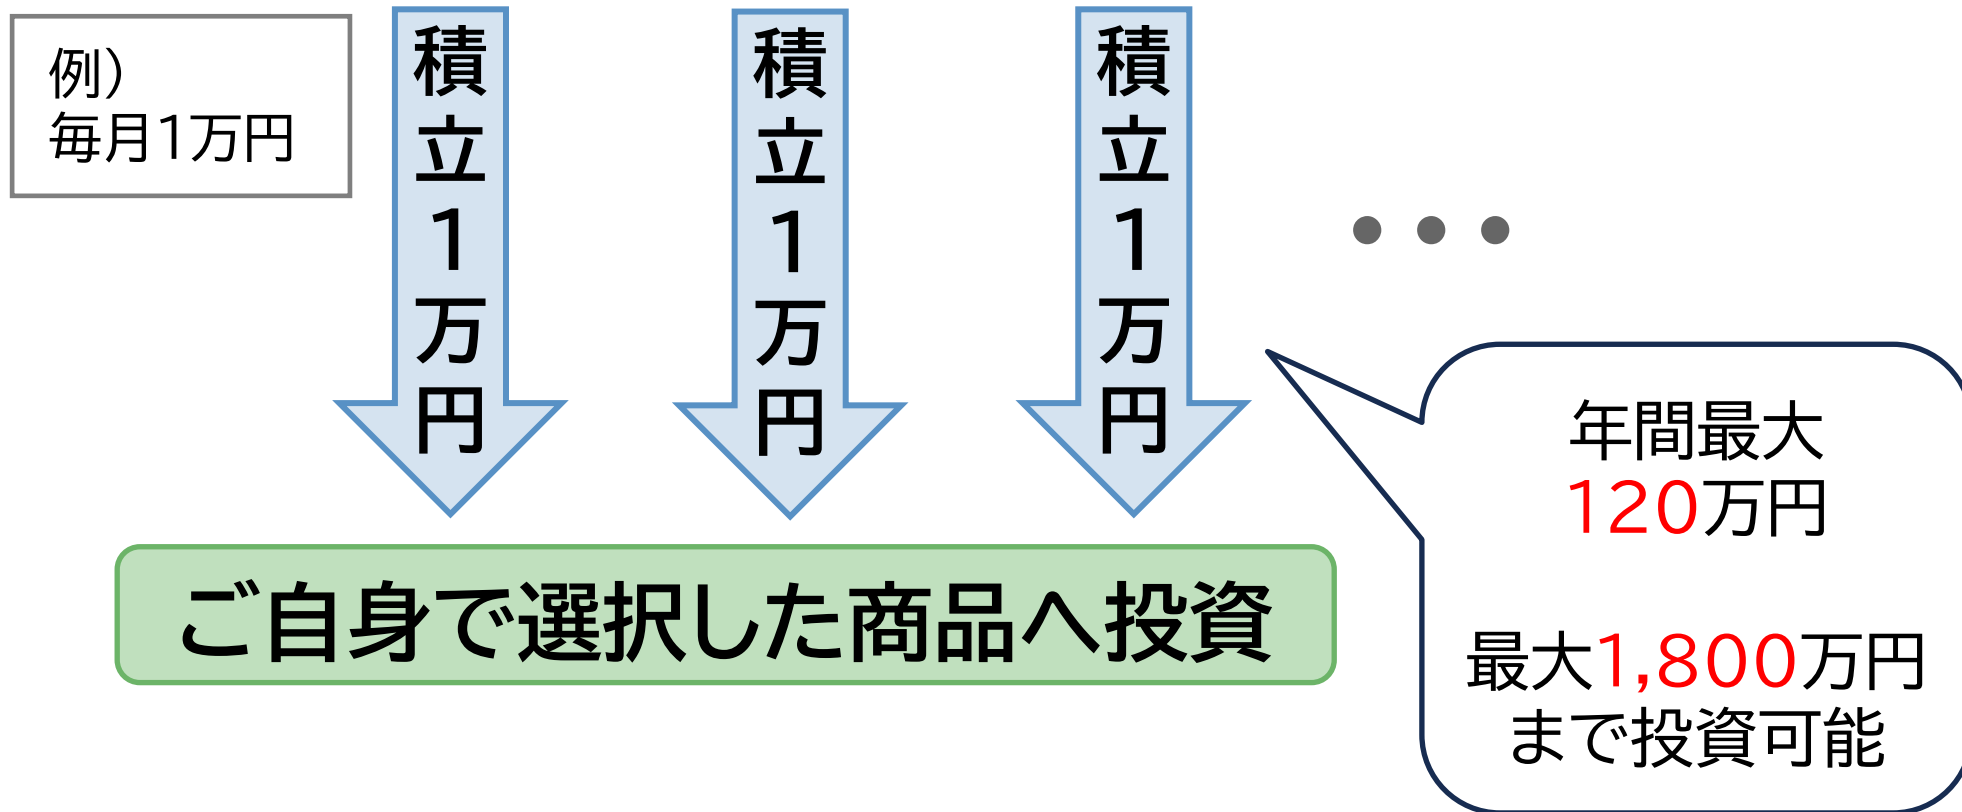 例）
毎月1万円
積立1万円
積立1万円
積立1万円
・・・
ご自身で選択した商品へ投資
年間最大
120万円
最大1,800万円
まで投資可能